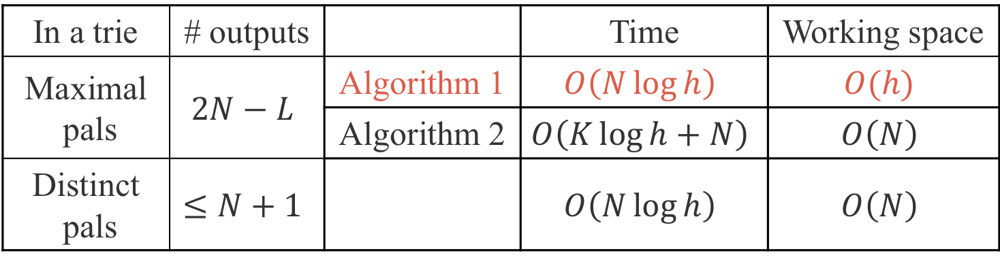 In a trie # outputs Time Working space
Maximal pals 2N − L Algorithm 1 O(N log h) O(h)
Algorithm 2 O(K log h + N) O(N)
Distinct pals ≤ N + 1 O(N log h) O(N)